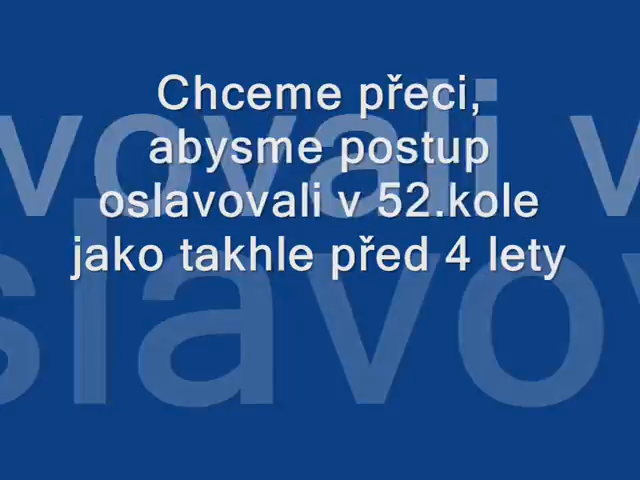 Chceme přeci,
abysme postup
oslavovali v 52.kole
jako takhle před 4 lety